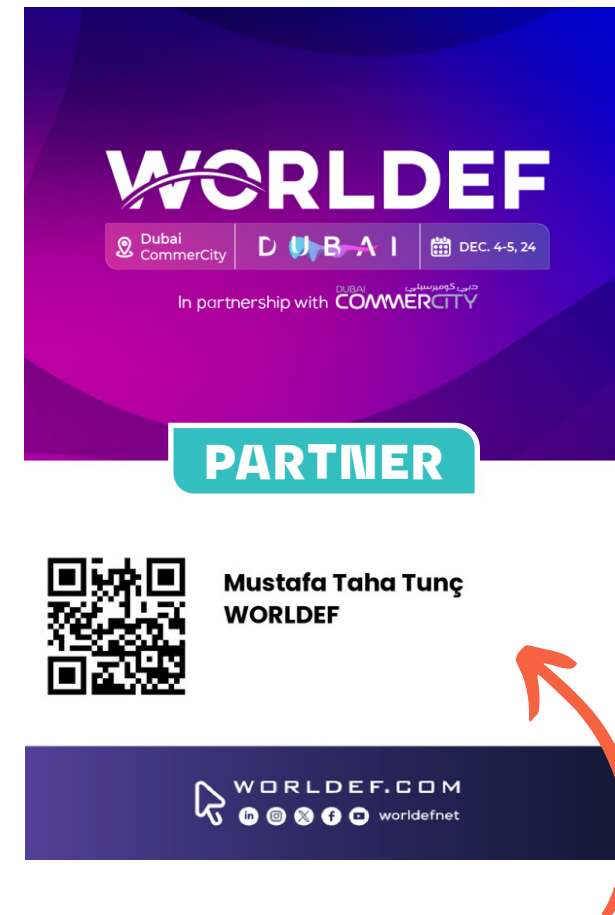 WORLDEF
Dubai
CommerCity
DUBAI
DEC. 4-5, 24
In partnership with DUBAI COMMERCITY دبي كوميرسيتي
PARTNER
Mustafa Taha Tunç
WORLDEF
WORLDEF.COM
worldefnet